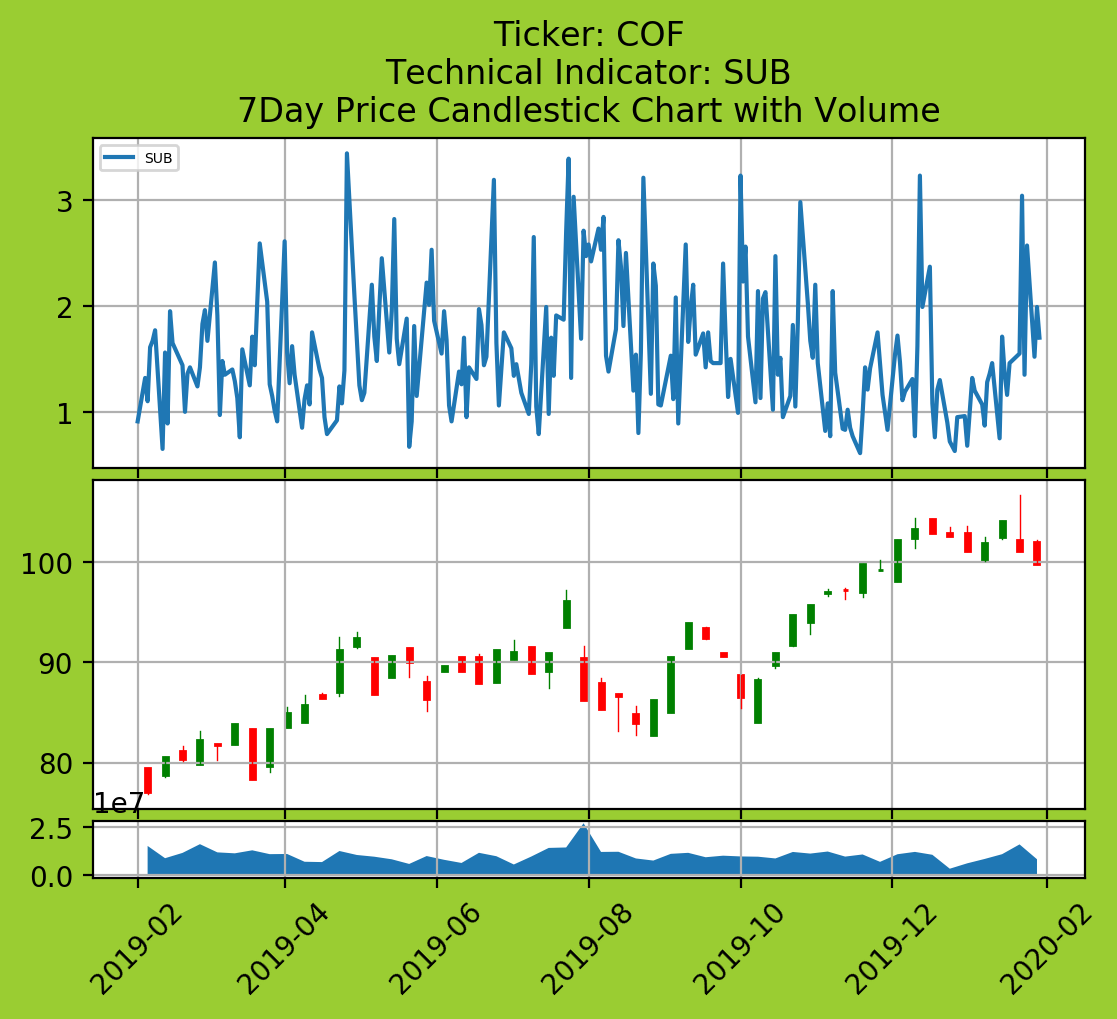 Ticker: COF
Technical Indicator: SUB
7Day Price Candlestick Chart with Volume
SUB
3
2
1
100
90
80
1e7
2.5
0.0
2019-02 2019-04 2019-06 2019-08 2019-10 2019-12 2020-02